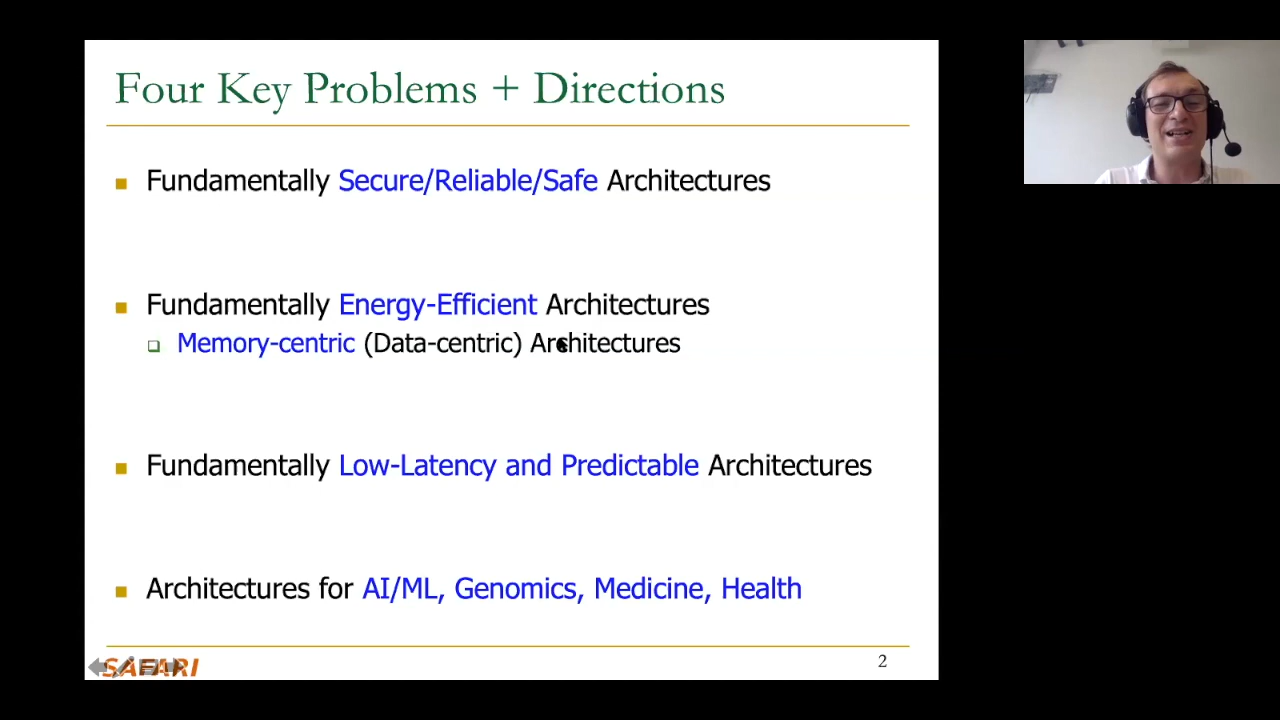 Four Key Problems + Directions
Fundamentally Secure/Reliable/Safe Architectures
Fundamentally Energy-Efficient Architectures
Memory-centric (Data-centric) Architectures
Fundamentally Low-Latency and Predictable Architectures
Architectures for AI/ML, Genomics, Medicine, Health
SAFARI
2